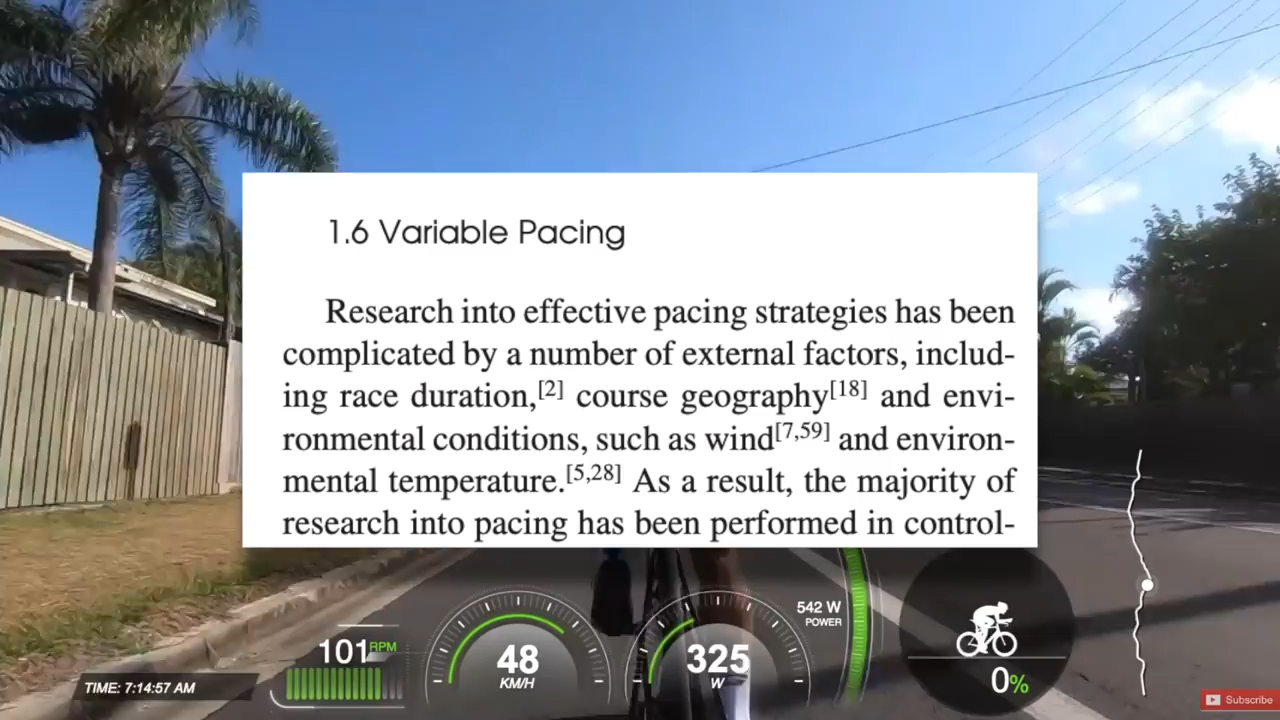 1.6 Variable Pacing
Research into effective pacing strategies has been
complicated by a number of external factors, includ-
ing race duration,[2] course geography[18] and envi-
ronmental conditions, such as wind[7,59] and environ-
mental temperature.[5,28] As a result, the majority of
research into pacing has been performed in control-
542 W
POWER
101 RPM
48
KM/H
325
W
0%
TIME: 7:14:57 AM
Subscribe